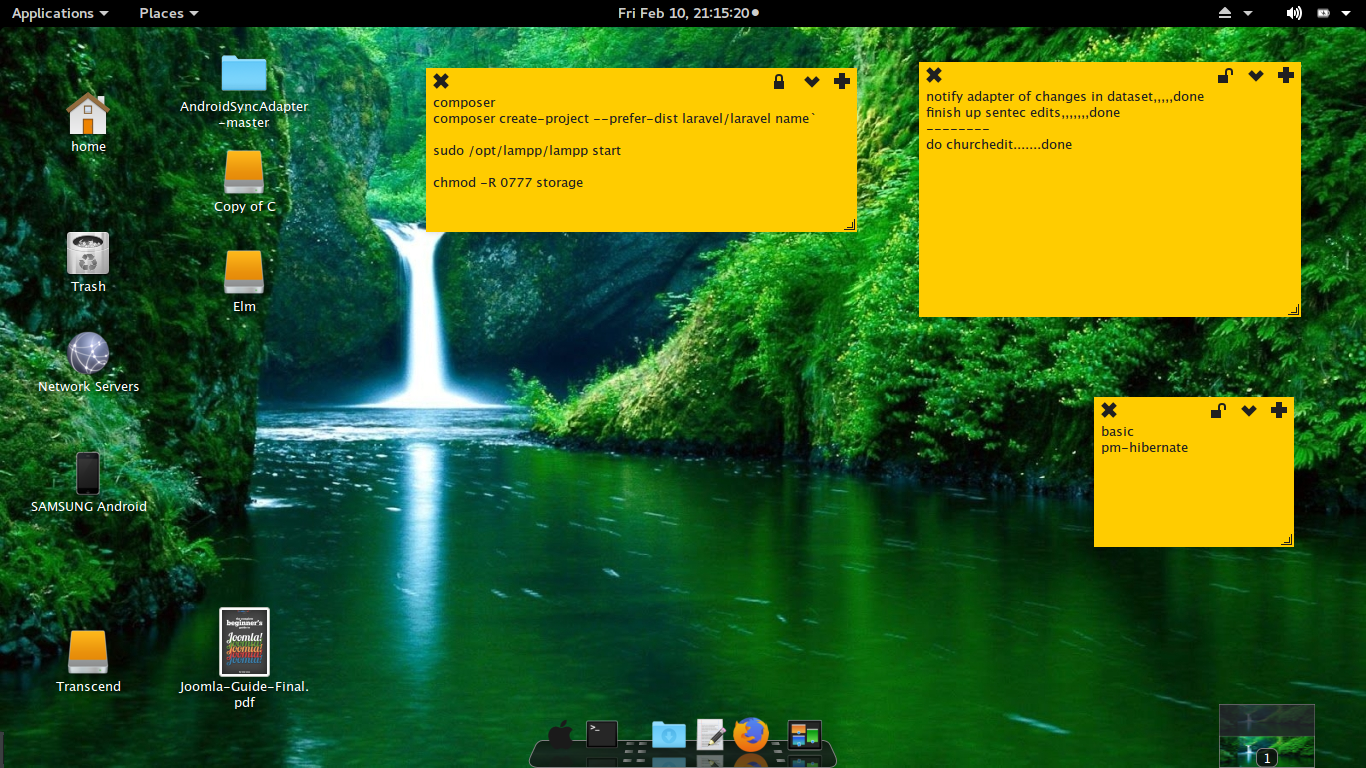 Applications
Places
Fri Feb 10, 21:15:20
home
Trash
Network Servers
SAMSUNG Android
Transcend
AndroidSyncAdapter
-master
Copy of C
Elm
the complete
beginner's
guide to
Joomla!
Joomla!
Joomla!
Joomla!
Joomla-Guide-Final.
pdf
composer
composer create-project --prefer-dist laravel/laravel name`
sudo /opt/lampp/lampp start
chmod -R 0777 storage
notify adapter of changes in dataset,,,,,done
finish up sentec edits,,,,,,,done
--------
do churchedit.......done
basic
pm-hibernate
>_
1